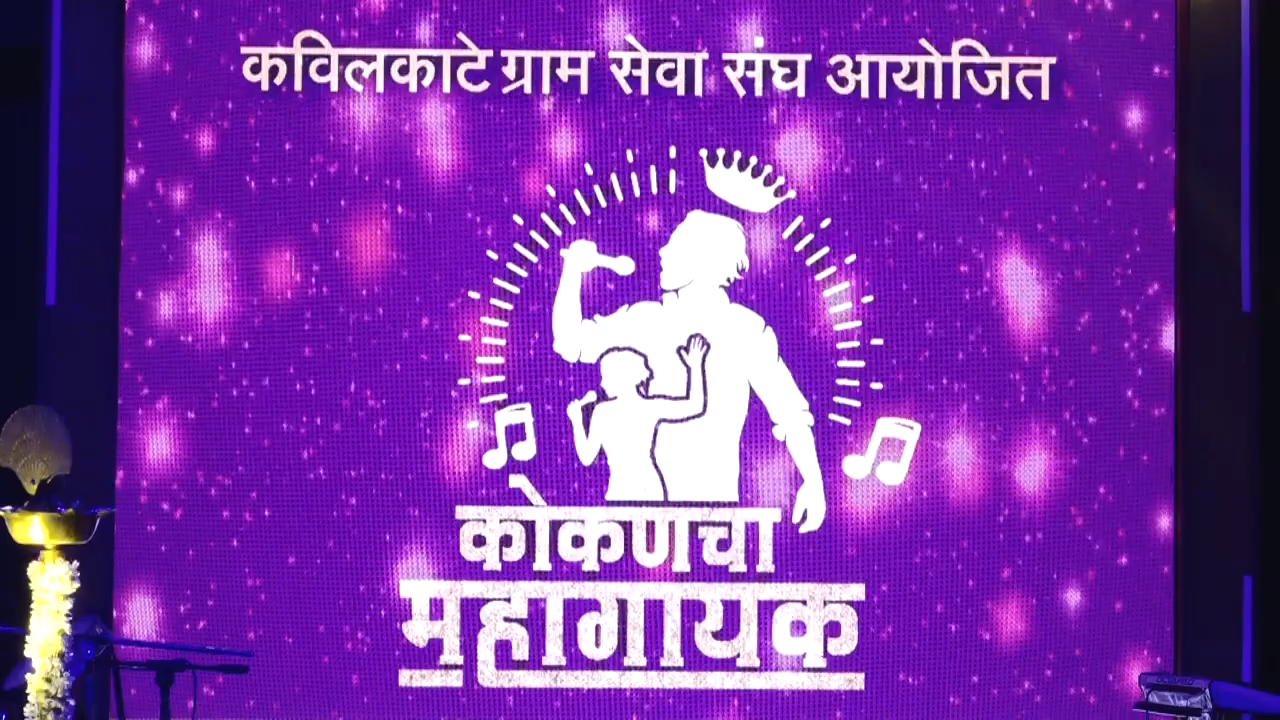 कविलकाटे ग्राम सेवा संघ आयोजित
कोकणचा
महागायक